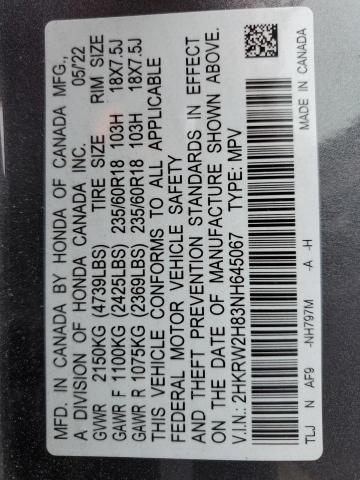 MFD. IN CANADA BY HONDA OF CANADA MFG.,
A DIVISION OF HONDA CANADA INC. 05/22
GVWR 2150KG (4739LBS) TIRE SIZE RIM SIZE
GAWR F 1100KG (2425LBS) 235/60R18 103H 18X7.5J
GAWR R 1075KG (2369LBS) 235/60R18 103H 18X7.5J
THIS VEHICLE CONFORMS TO ALL APPLICABLE
FEDERAL MOTOR VEHICLE SAFETY
AND THEFT PREVENTION STANDARDS IN EFFECT
ON THE DATE OF MANUFACTURE SHOWN ABOVE.
V.I.N.: 2HKRW2H83NH645067 TYPE: MPV
TLJ N AF9 -NH797M -A -H MADE IN CANADA